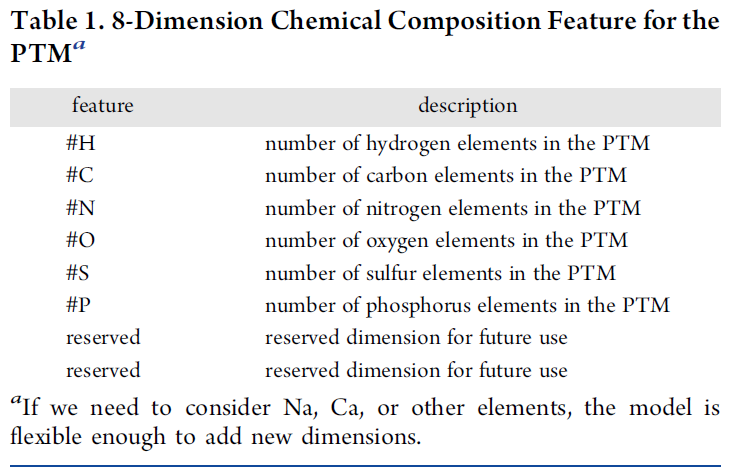 Table 1. 8-Dimension Chemical Composition Feature for the
PTMa
feature description
#H number of hydrogen elements in the PTM
#C number of carbon elements in the PTM
#N number of nitrogen elements in the PTM
#O number of oxygen elements in the PTM
#S number of sulfur elements in the PTM
#P number of phosphorus elements in the PTM
reserved reserved dimension for future use
reserved reserved dimension for future use
aIf we need to consider Na, Ca, or other elements, the model is
flexible enough to add new dimensions.